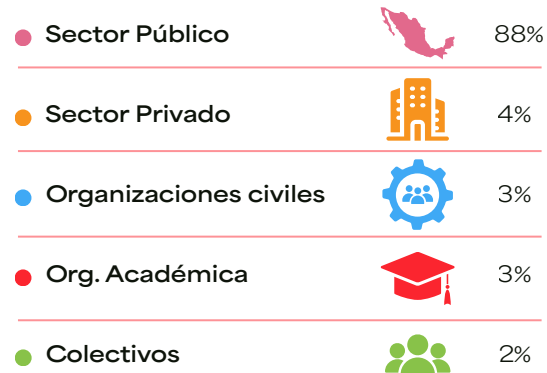 Sector Público 88%
Sector Privado 4%
Organizaciones civiles 3%
Org. Académica 3%
Colectivos 2%